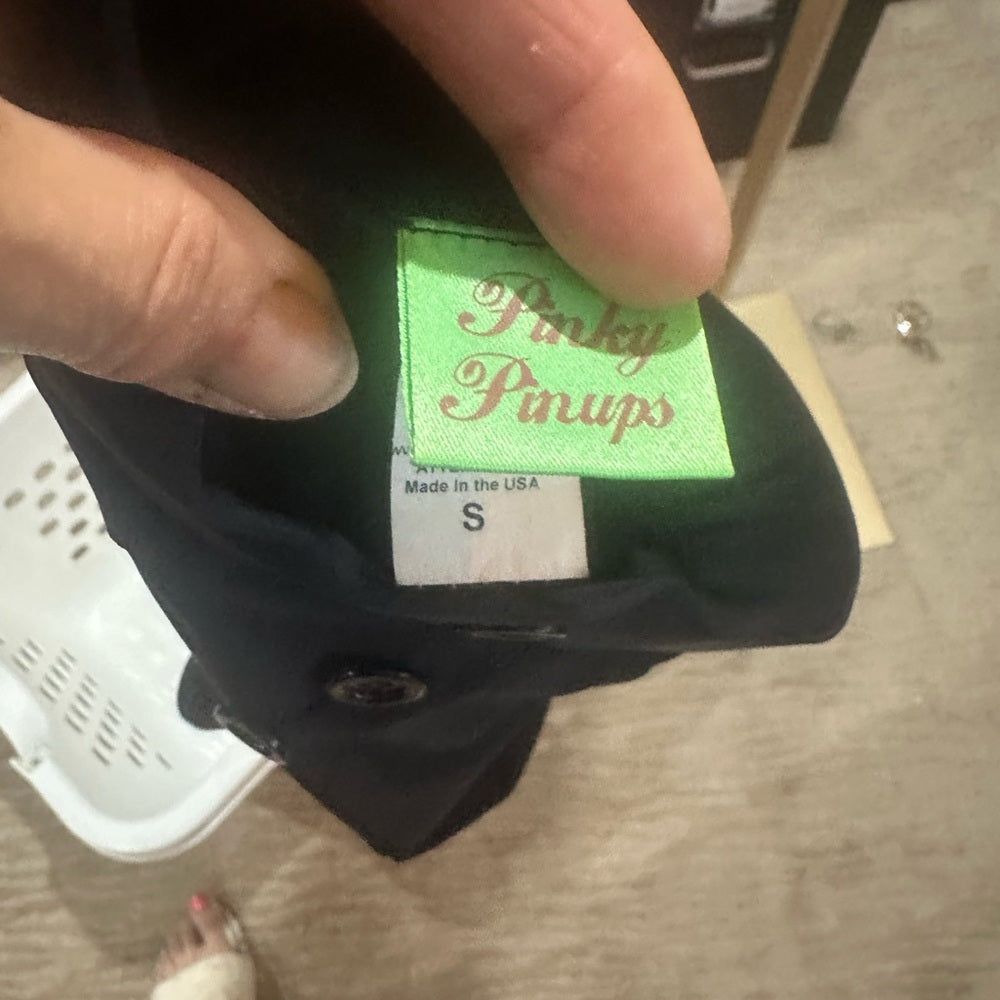 Pinky
Pinups
Made In the USA
S